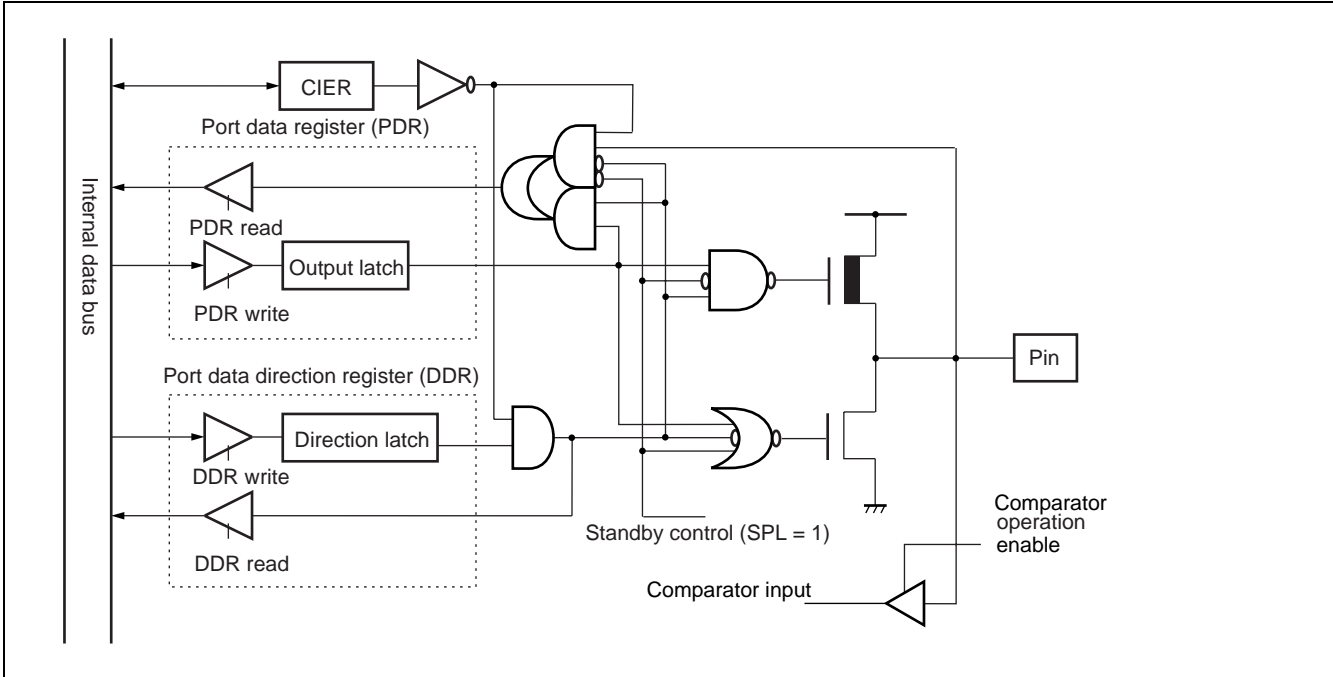 CIER
Port data register (PDR)
PDR read
Output latch
PDR write
Internal data bus
Pin
Port data direction register (DDR)
Direction latch
DDR write
DDR read
Standby control (SPL = 1)
Comparator
operation
enable
Comparator input